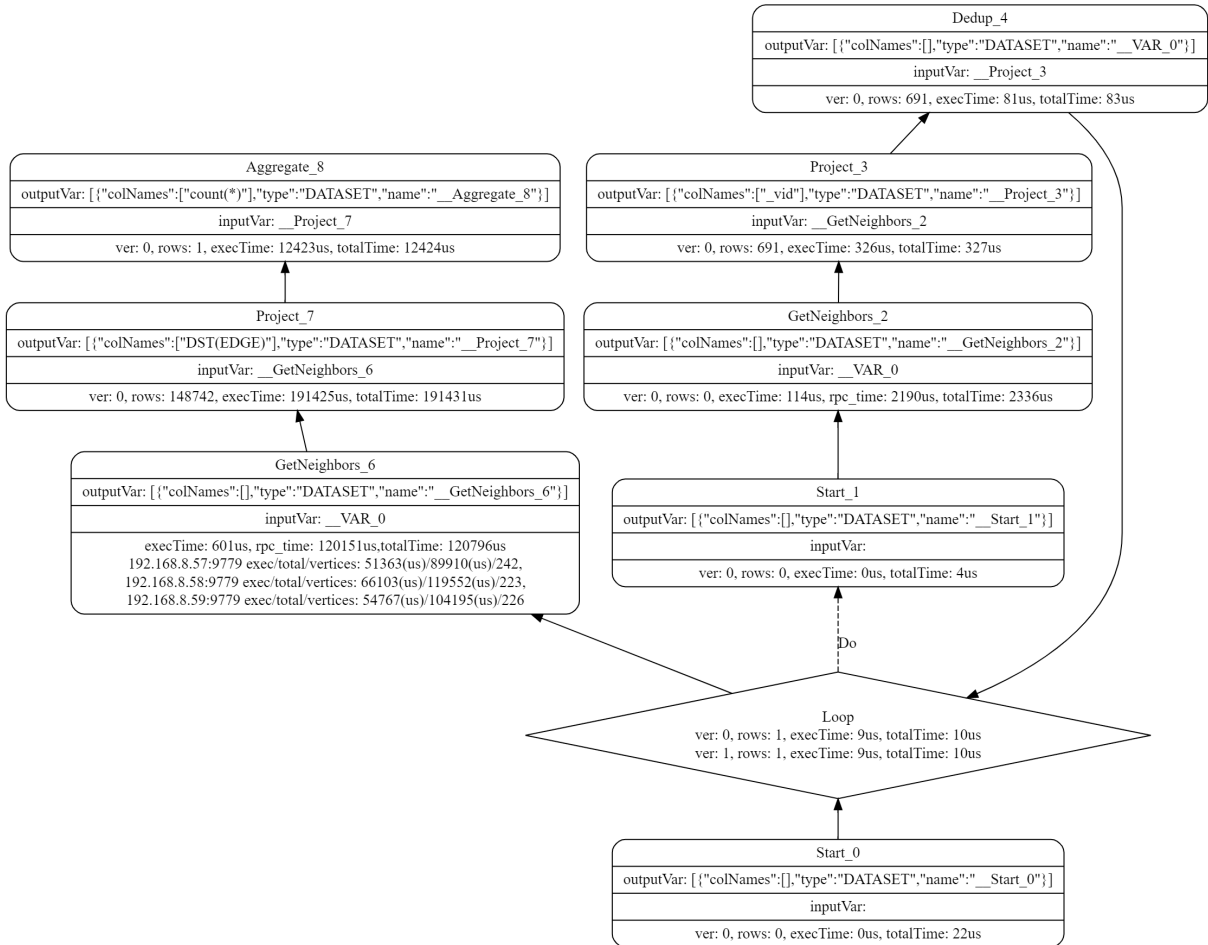 Dedup_4
outputVar: [{"colNames":[],"type":"DATASET","name":"__VAR_0"}]
inputVar: __Project_3
ver: 0, rows: 691, execTime: 81us, totalTime: 83us
Aggregate_8
outputVar: [{"colNames":["count(*)"],"type":"DATASET","name":"__Aggregate_8"}]
inputVar: __Project_7
ver: 0, rows: 1, execTime: 12423us, totalTime: 12424us
Project_3
outputVar: [{"colNames":["_vid"],"type":"DATASET","name":"__Project_3"}]
inputVar: __GetNeighbors_2
ver: 0, rows: 691, execTime: 326us, totalTime: 327us
Project_7
outputVar: [{"colNames":["DST(EDGE)"],"type":"DATASET","name":"__Project_7"}]
inputVar: __GetNeighbors_6
ver: 0, rows: 148742, execTime: 191425us, totalTime: 191431us
GetNeighbors_2
outputVar: [{"colNames":[],"type":"DATASET","name":"__GetNeighbors_2"}]
inputVar: __VAR_0
ver: 0, rows: 0, execTime: 114us, rpc_time: 2190us, totalTime: 2336us
GetNeighbors_6
outputVar: [{"colNames":[],"type":"DATASET","name":"__GetNeighbors_6"}]
inputVar: __VAR_0
execTime: 601us, rpc_time: 120151us,totalTime: 120796us
192.168.8.57:9779 exec/total/vertices: 51363(us)/89910(us)/242,
192.168.8.58:9779 exec/total/vertices: 66103(us)/119552(us)/223,
192.168.8.59:9779 exec/total/vertices: 54767(us)/104195(us)/226
Start_1
outputVar: [{"colNames":[],"type":"DATASET","name":"__Start_1"}]
inputVar:
ver: 0, rows: 0, execTime: 0us, totalTime: 4us
Do
Loop
ver: 0, rows: 1, execTime: 9us, totalTime: 10us
ver: 1, rows: 1, execTime: 9us, totalTime: 10us
Start_0
outputVar: [{"colNames":[],"type":"DATASET","name":"__Start_0"}]
inputVar:
ver: 0, rows: 0, execTime: 0us, totalTime: 22us